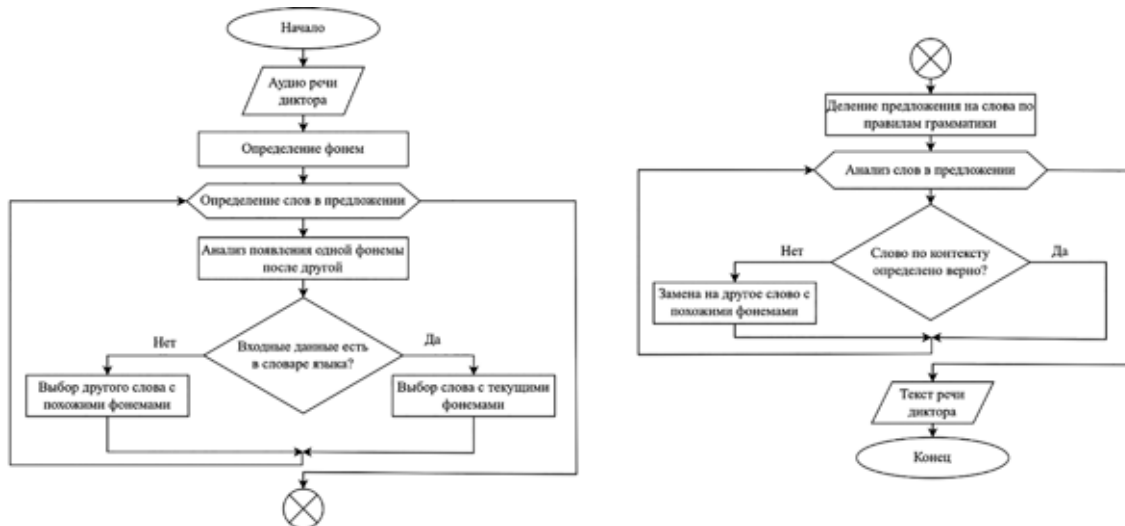 Начало
Аудио речи
диктора
Определение фонем
Определение слов в предложении
Анализ появления одной фонемы
после другой
Входные данные есть
в словаре языка?
Нет
Да
Выбор другого слова с
похожими фонемами
Выбор слова с текущими
фонемами
Деление предложения на слова по
правилам грамматики
Анализ слов в предложении
Слово по контексту
определено верно?
Нет
Да
Замена на другое слово с
похожими фонемами
Текст речи
диктора
Конец